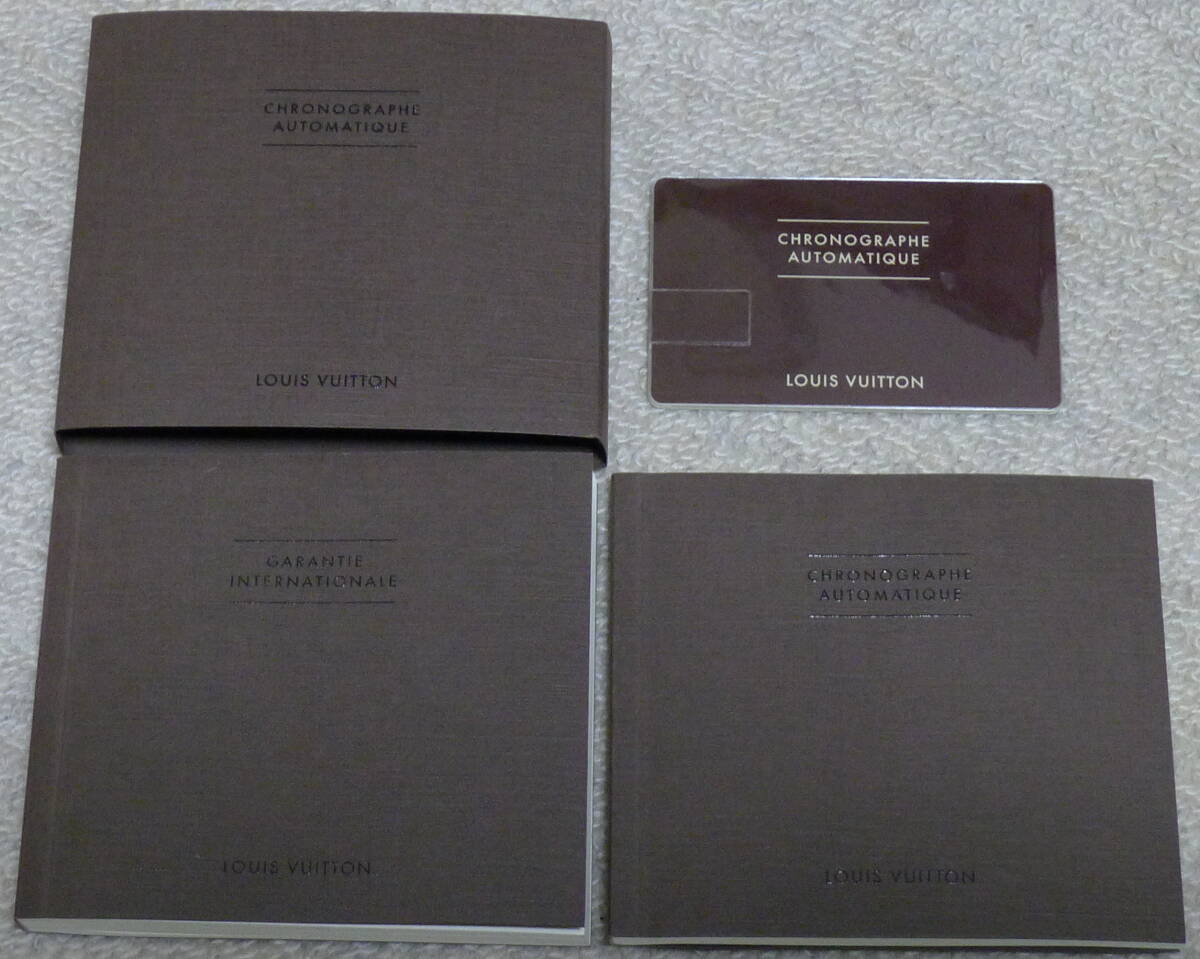 CHRONOGRAPHE
AUTOMATIQUE
LOUIS VUITTON
CHRONOGRAPHE
AUTOMATIQUE
LOUIS VUITTON
GARANTIE
INTERNATIONALE
LOUIS VUITTON
CHRONOGRAPHE
AUTOMATIQUE
LOUIS VUITTON